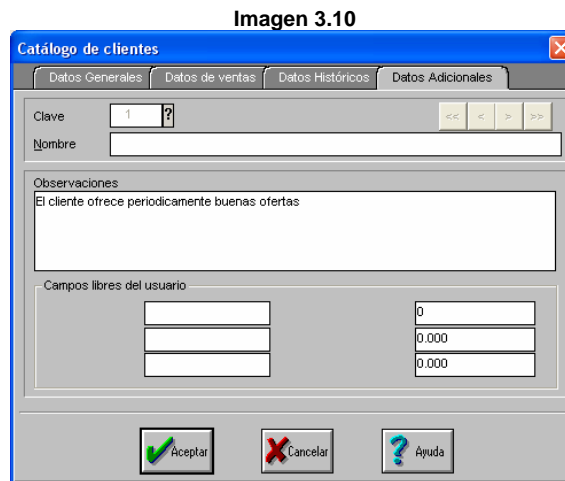 Imagen 3.10
Catálogo de clientes
Datos Generales Datos de ventas Datos Históricos Datos Adicionales
Clave 1 ? << < > >>
Nombre
Observaciones
El cliente ofrece periodicamente buenas ofertas
Campos libres del usuario
0
0.000
0.000
Aceptar Cancelar ? Ayuda